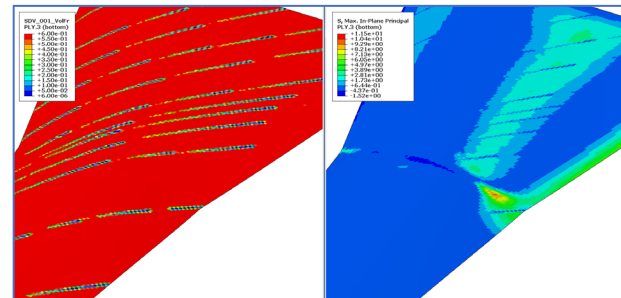 SDV_001_VolFr
PLY.3 (bottom)
+6.00e-01
+5.50e-01
+5.00e-01
+4.50e-01
+4.00e-01
+3.50e-01
+3.00e-01
+2.50e-01
+2.00e-01
+1.50e-01
+1.00e-01
+5.00e-02
+6.00e-06
S, Max. In-Plane Principal
PLY.3 (bottom)
+1.15e+01
+1.04e+01
+9.29e+00
+8.21e+00
+7.13e+00
+6.05e+00
+4.97e+00
+3.89e+00
+2.81e+00
+1.73e+00
+6.44e-01
-4.37e-01
-1.52e+00